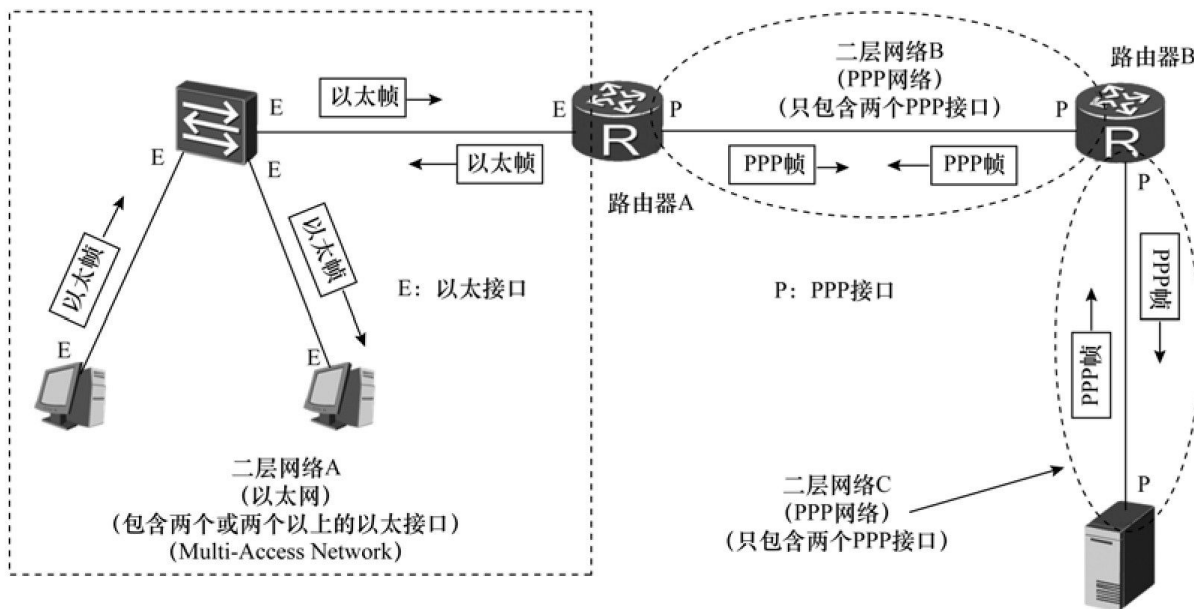 二层网络B
(PPP网络)
(只包含两个PPP接口)
路由器B
E
以太帧
E
P
P
E
E
以太帧
PPP帧
PPP帧
P
路由器A
以太帧
以太帧
E：以太接口
P：PPP接口
PPP帧
PPP帧
E
E
二层网络A
(以太网)
(包含两个或两个以上的以太接口)
(Multi-Access Network)
二层网络C
(PPP网络)
(只包含两个PPP接口)
P
R
R